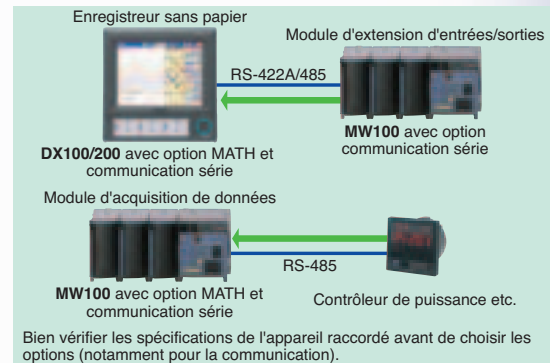 Enregistreur sans papier
Module d'extension d'entrées/sorties
RS-422A/485
DX100/200 avec option MATH et
communication série
MW100 avec option
communication série
Module d'acquisition de données
RS-485
MW100 avec option MATH et
communication série
Contrôleur de puissance etc.
Bien vérifier les spécifications de l'appareil raccordé avant de choisir les
options (notamment pour la communication).